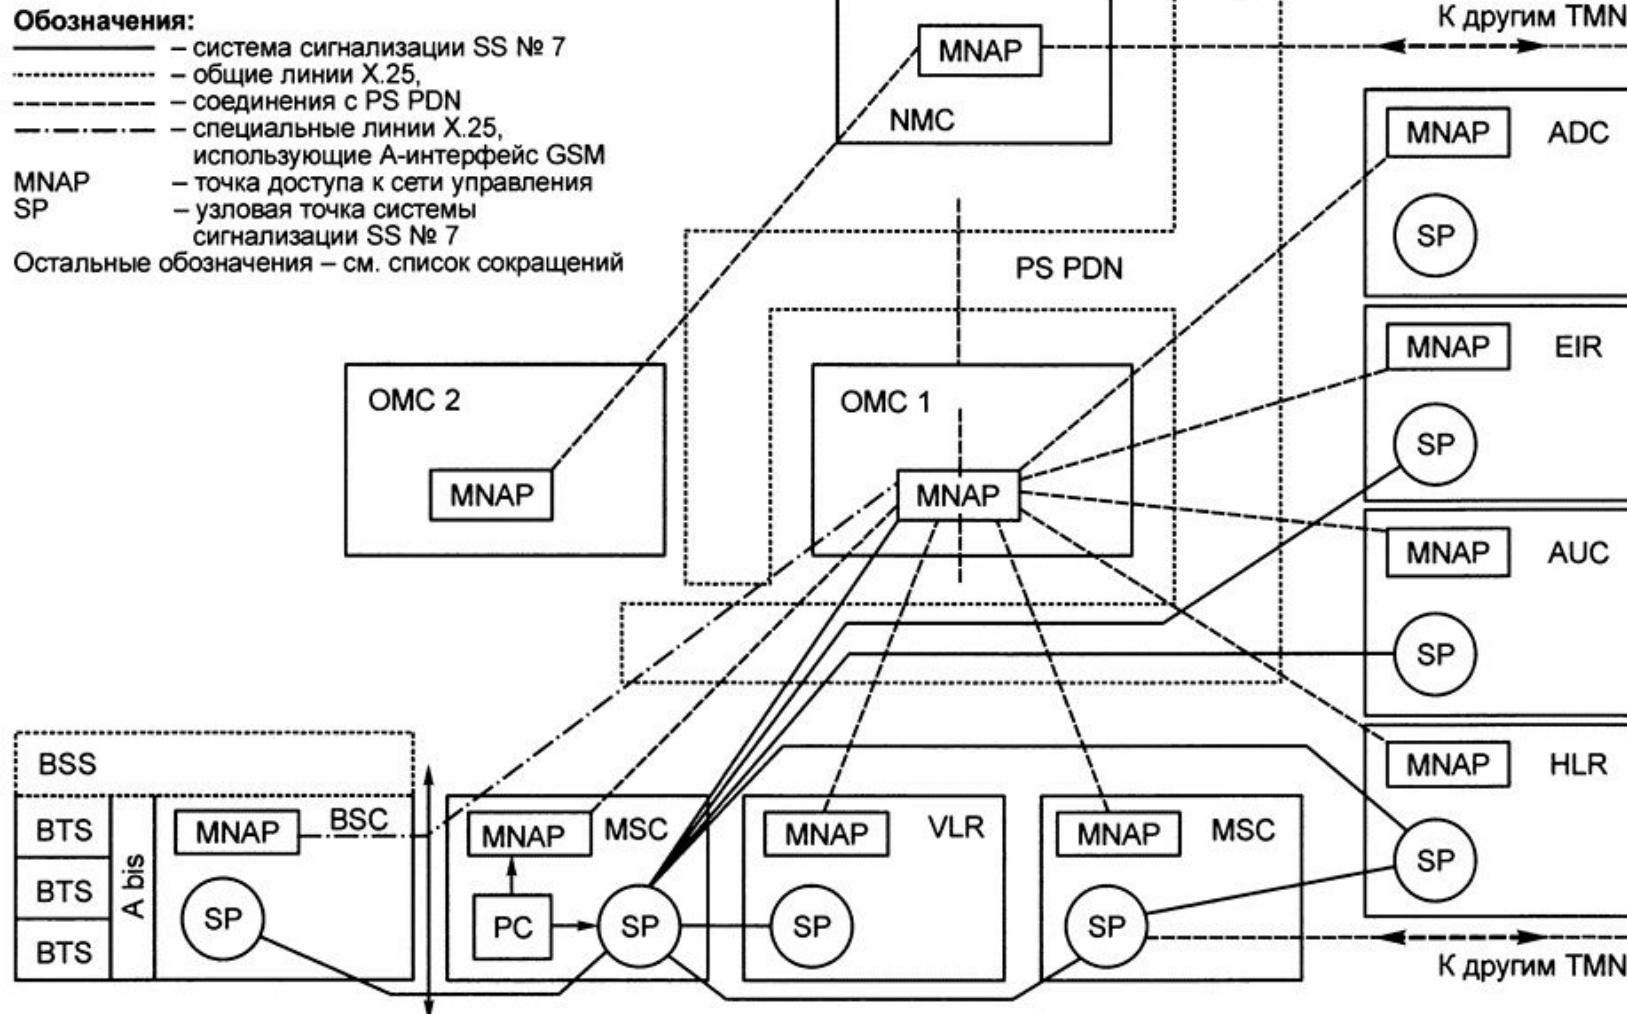 Обозначения:
– система сигнализации SS № 7
– общие линии X.25,
– соединения с PS PDN
– специальные линии X.25,
использующие А-интерфейс GSM
MNAP – точка доступа к сети управления
SP – узловая точка системы
сигнализации SS № 7
Остальные обозначения – см. список сокращений
К другим TMN
MNAP
NMC
MNAP ADC
SP
PS PDN
MNAP EIR
SP
OMC 2
MNAP
OMC 1
MNAP
MNAP AUC
SP
MNAP HLR
SP
BSS
BTS
BTS
BTS
A bis
MNAP BSC
SP
MNAP MSC
PC SP
MNAP VLR
SP
MNAP MSC
SP
К другим TMN